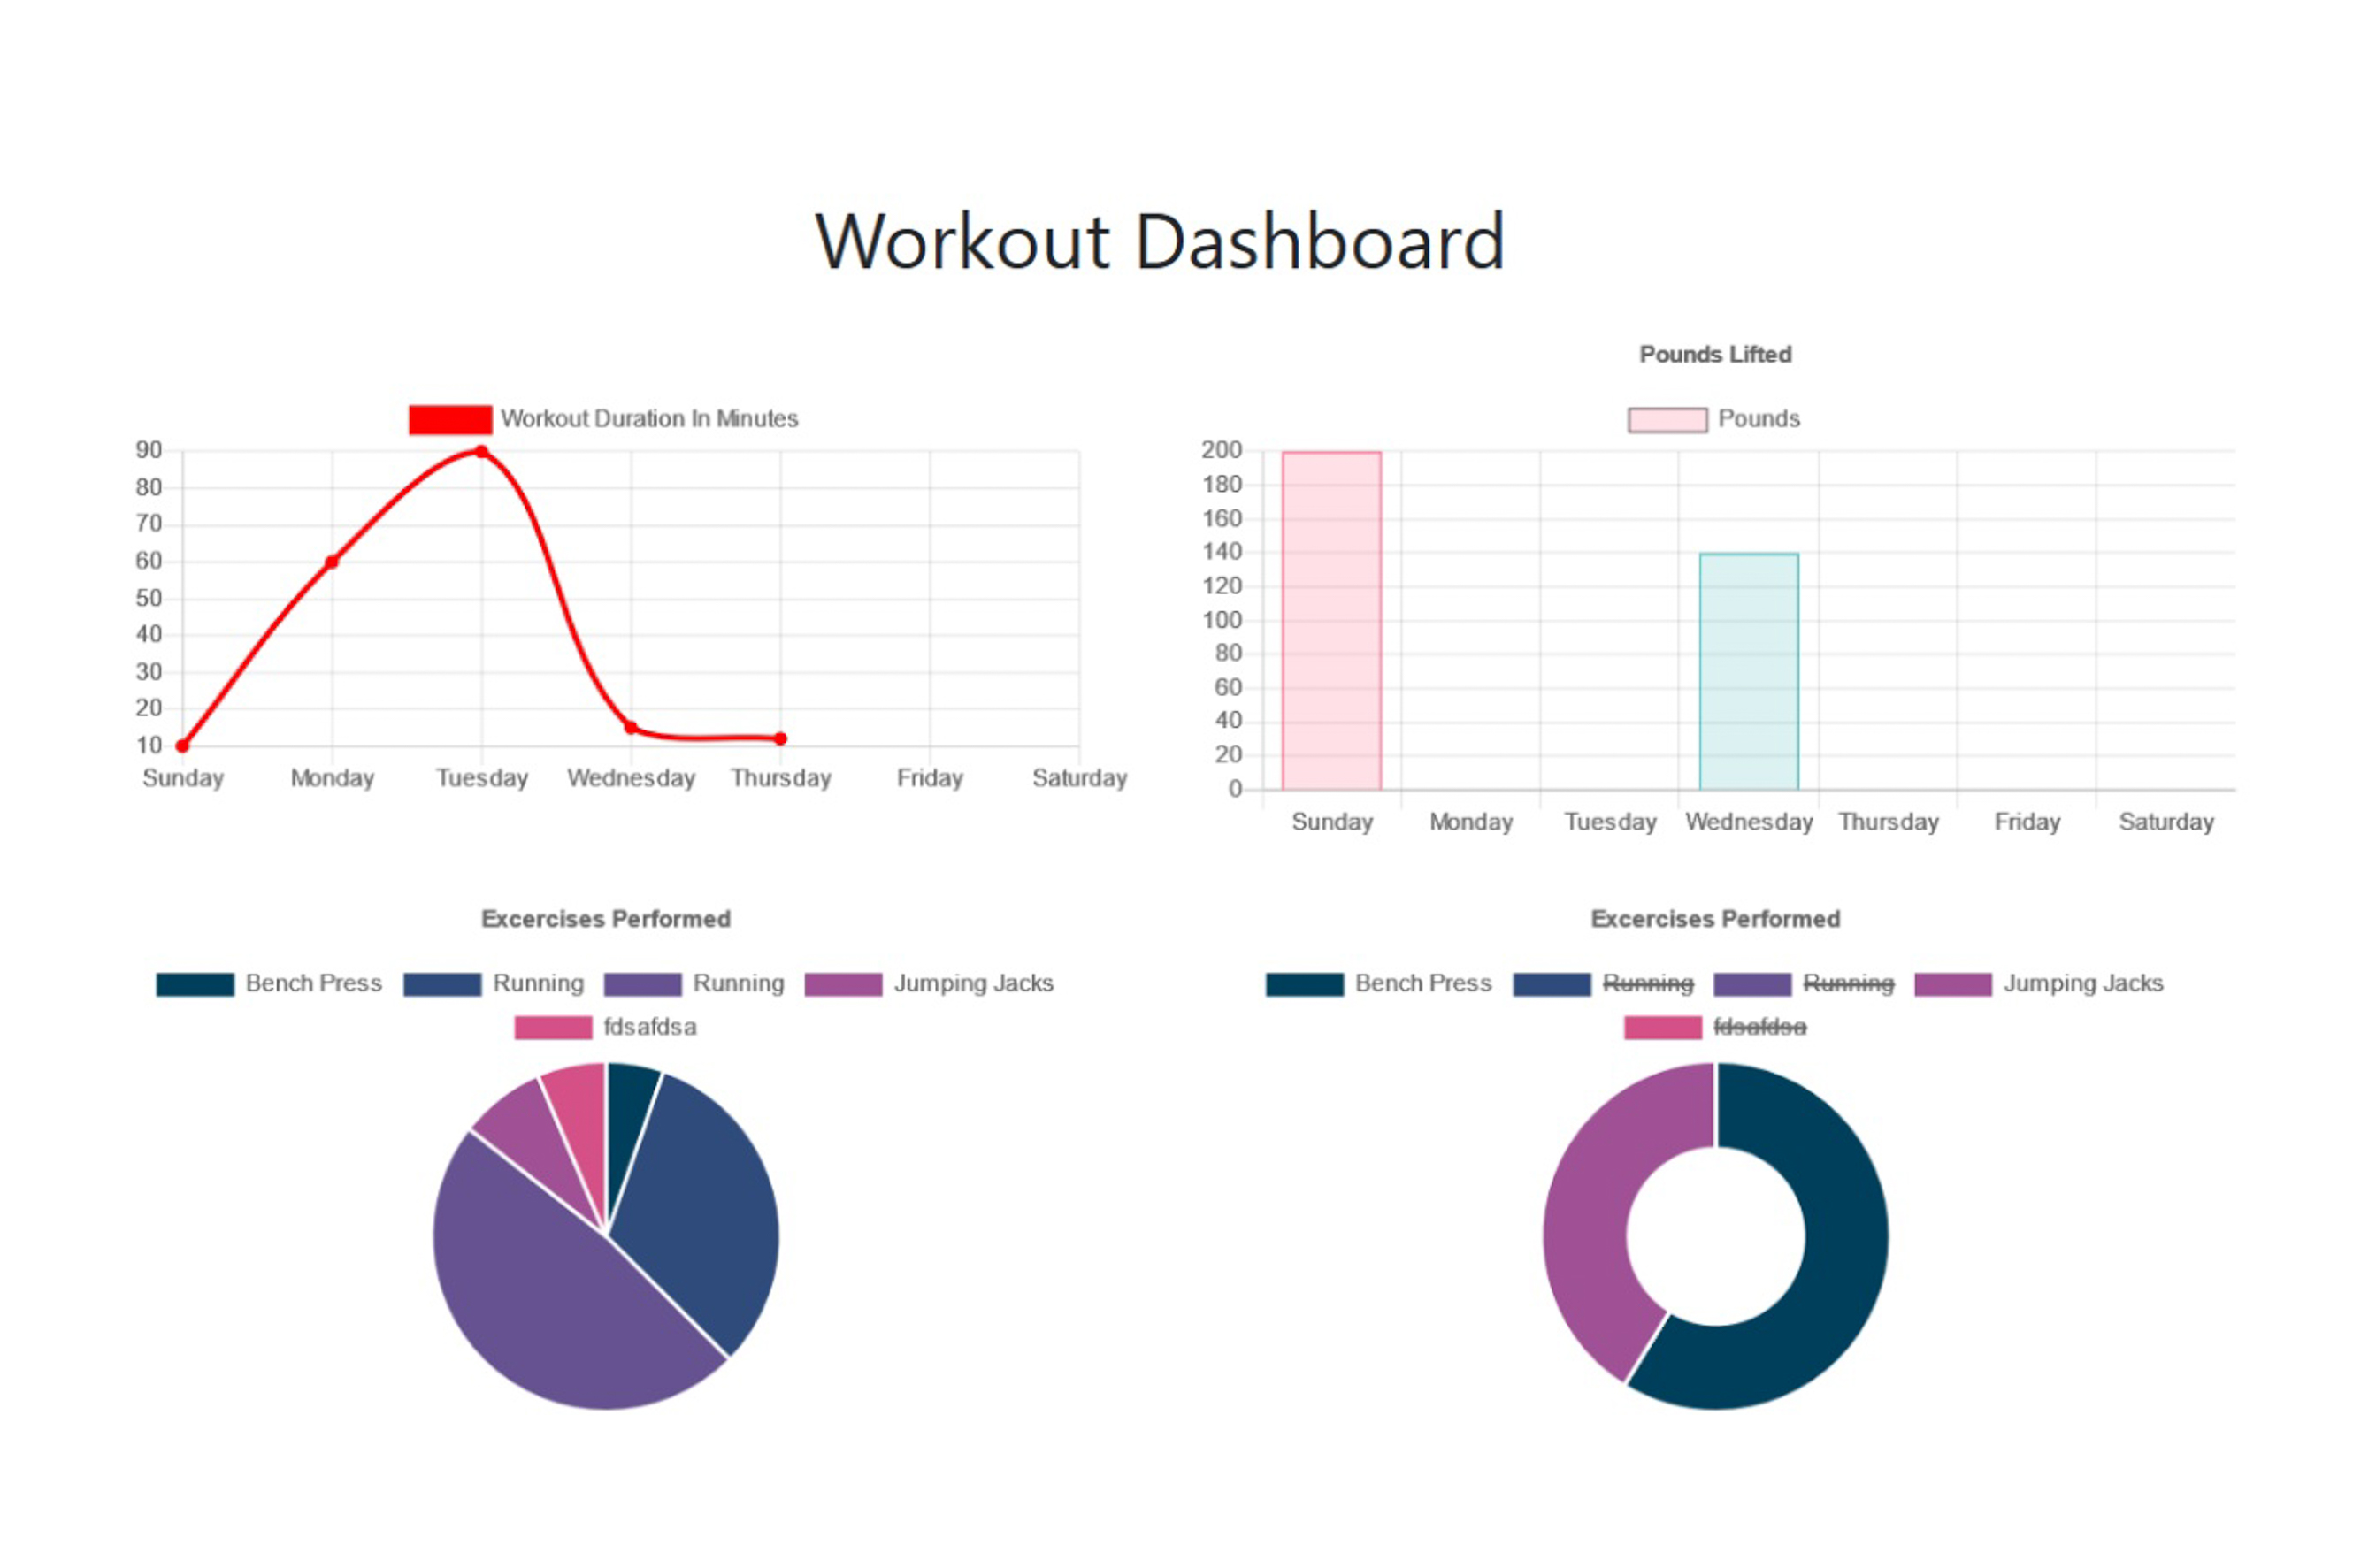 Workout Dashboard
Workout Duration In Minutes
90
80
70
60
50
40
30
20
10
Sunday Monday Tuesday Wednesday Thursday Friday Saturday
Pounds Lifted
Pounds
200
180
160
140
120
100
80
60
40
20
0
Sunday Monday Tuesday Wednesday Thursday Friday Saturday
Excercises Performed
Bench Press Running Running Jumping Jacks
fdsafdsa
Excercises Performed
Bench Press Running Running Jumping Jacks
fdsafdsa